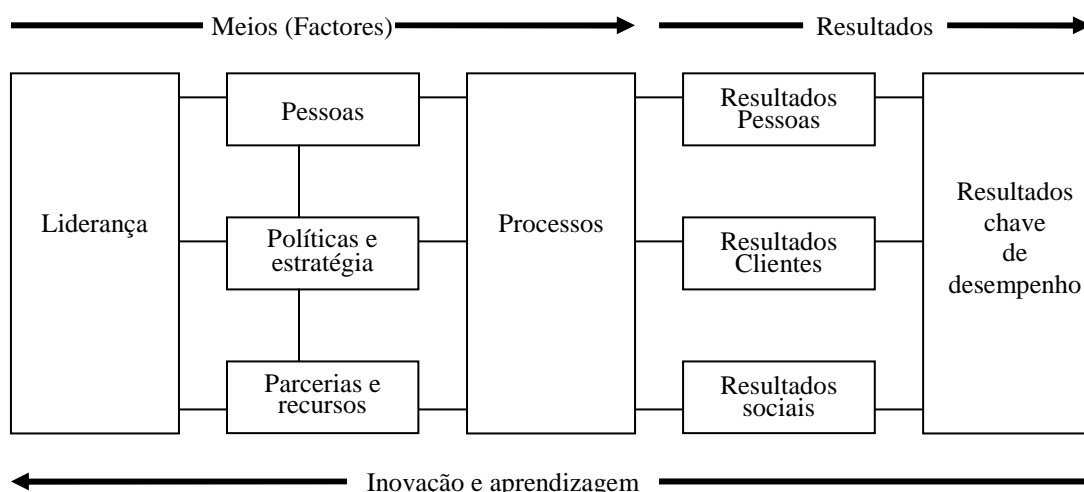 Meios (Factores)
Resultados
Liderança
Pessoas
Políticas e
estratégia
Parcerias e
recursos
Processos
Resultados
Pessoas
Resultados
Clientes
Resultados
sociais
Resultados
chave
de
desempenho
Inovação e aprendizagem